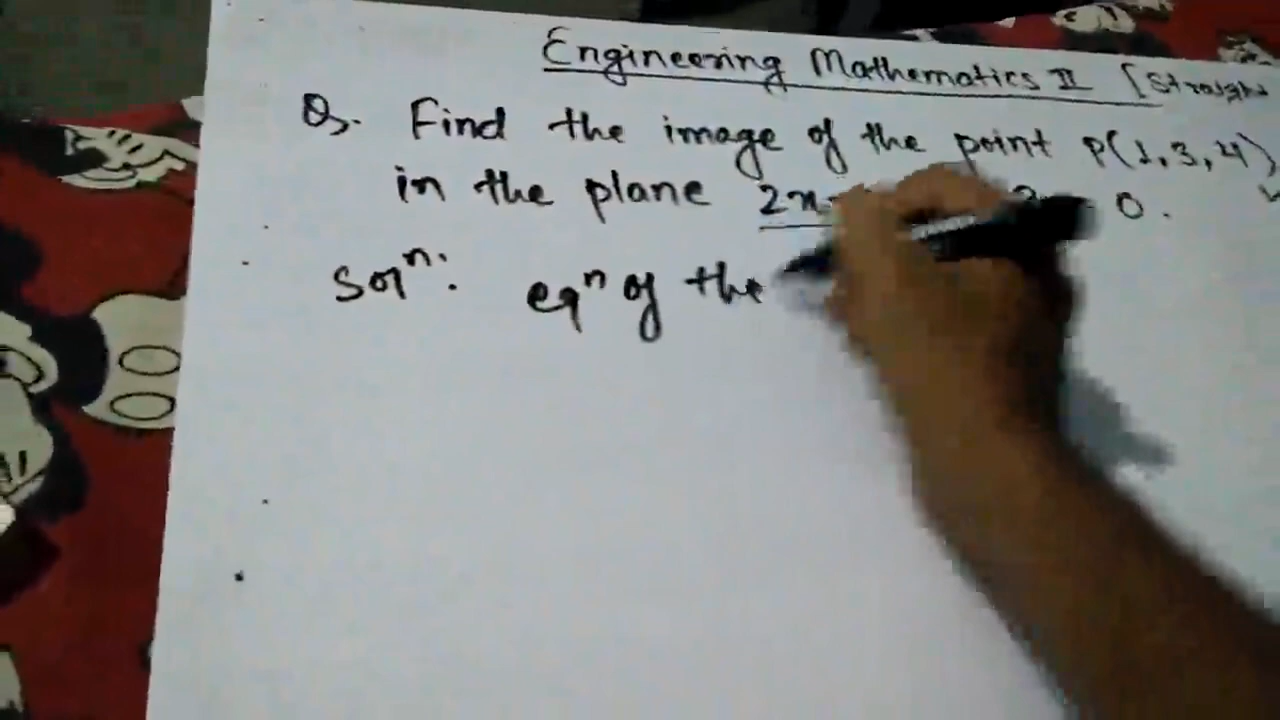 Engineering Mathematics II [Straight
Q. Find the image of the point P(1,3,4)
in the plane 2x 0.
Solⁿ: eqⁿ of the